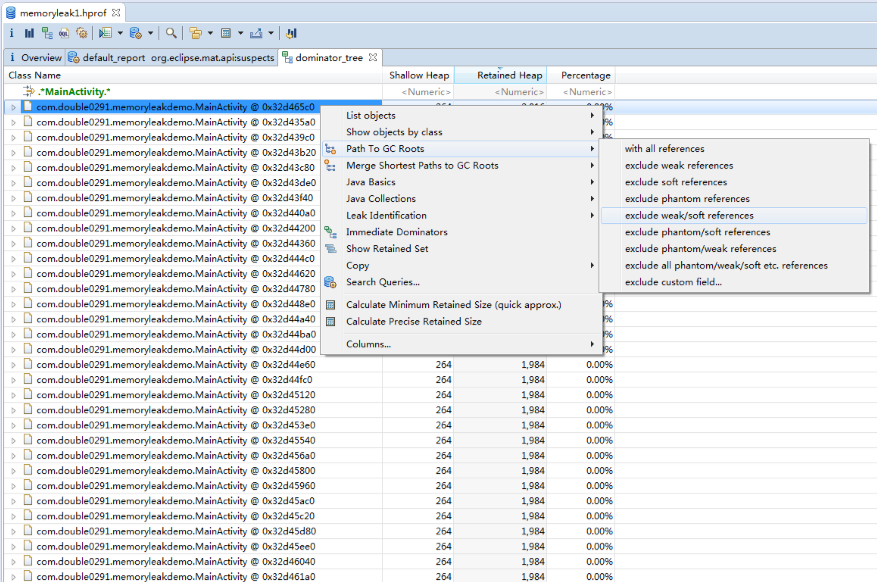 memoryleak1.hprof
Overview default_report org.eclipse.mat.api:suspects dominator_tree
Class Name Shallow Heap Retained Heap Percentage
.*MainActivity.* <Numeric> <Numeric> <Numeric>
com.double0291.memoryleakdemo.MainActivity @ 0x32d465c0
com.double0291.memoryleakdemo.MainActivity @ 0x32d435a0
com.double0291.memoryleakdemo.MainActivity @ 0x32d439c0
com.double0291.memoryleakdemo.MainActivity @ 0x32d43b20
com.double0291.memoryleakdemo.MainActivity @ 0x32d43c80
com.double0291.memoryleakdemo.MainActivity @ 0x32d43de0
com.double0291.memoryleakdemo.MainActivity @ 0x32d43f40
com.double0291.memoryleakdemo.MainActivity @ 0x32d440a0
com.double0291.memoryleakdemo.MainActivity @ 0x32d44200
com.double0291.memoryleakdemo.MainActivity @ 0x32d44360
com.double0291.memoryleakdemo.MainActivity @ 0x32d444c0
com.double0291.memoryleakdemo.MainActivity @ 0x32d44620
com.double0291.memoryleakdemo.MainActivity @ 0x32d44780
com.double0291.memoryleakdemo.MainActivity @ 0x32d448e0
com.double0291.memoryleakdemo.MainActivity @ 0x32d44a40
com.double0291.memoryleakdemo.MainActivity @ 0x32d44ba0
com.double0291.memoryleakdemo.MainActivity @ 0x32d44d00
com.double0291.memoryleakdemo.MainActivity @ 0x32d44e60 264 1,984 0.00%
com.double0291.memoryleakdemo.MainActivity @ 0x32d44fc0 264 1,984 0.00%
com.double0291.memoryleakdemo.MainActivity @ 0x32d45120 264 1,984 0.00%
com.double0291.memoryleakdemo.MainActivity @ 0x32d45280 264 1,984 0.00%
com.double0291.memoryleakdemo.MainActivity @ 0x32d453e0 264 1,984 0.00%
com.double0291.memoryleakdemo.MainActivity @ 0x32d45540 264 1,984 0.00%
com.double0291.memoryleakdemo.MainActivity @ 0x32d456a0 264 1,984 0.00%
com.double0291.memoryleakdemo.MainActivity @ 0x32d45800 264 1,984 0.00%
com.double0291.memoryleakdemo.MainActivity @ 0x32d45960 264 1,984 0.00%
com.double0291.memoryleakdemo.MainActivity @ 0x32d45ac0 264 1,984 0.00%
com.double0291.memoryleakdemo.MainActivity @ 0x32d45c20 264 1,984 0.00%
com.double0291.memoryleakdemo.MainActivity @ 0x32d45d80 264 1,984 0.00%
com.double0291.memoryleakdemo.MainActivity @ 0x32d45ee0 264 1,984 0.00%
com.double0291.memoryleakdemo.MainActivity @ 0x32d46040 264 1,984 0.00%
com.double0291.memoryleakdemo.MainActivity @ 0x32d461a0 264 1,984 0.00%
List objects
Show objects by class
Path To GC Roots
Merge Shortest Paths to GC Roots
Java Basics
Java Collections
Leak Identification
Immediate Dominators
Show Retained Set
Copy
Search Queries...
Calculate Minimum Retained Size (quick approx.)
Calculate Precise Retained Size
Columns...
with all references
exclude weak references
exclude soft references
exclude phantom references
exclude weak/soft references
exclude phantom/soft references
exclude phantom/weak references
exclude all phantom/weak/soft etc. references
exclude custom field...